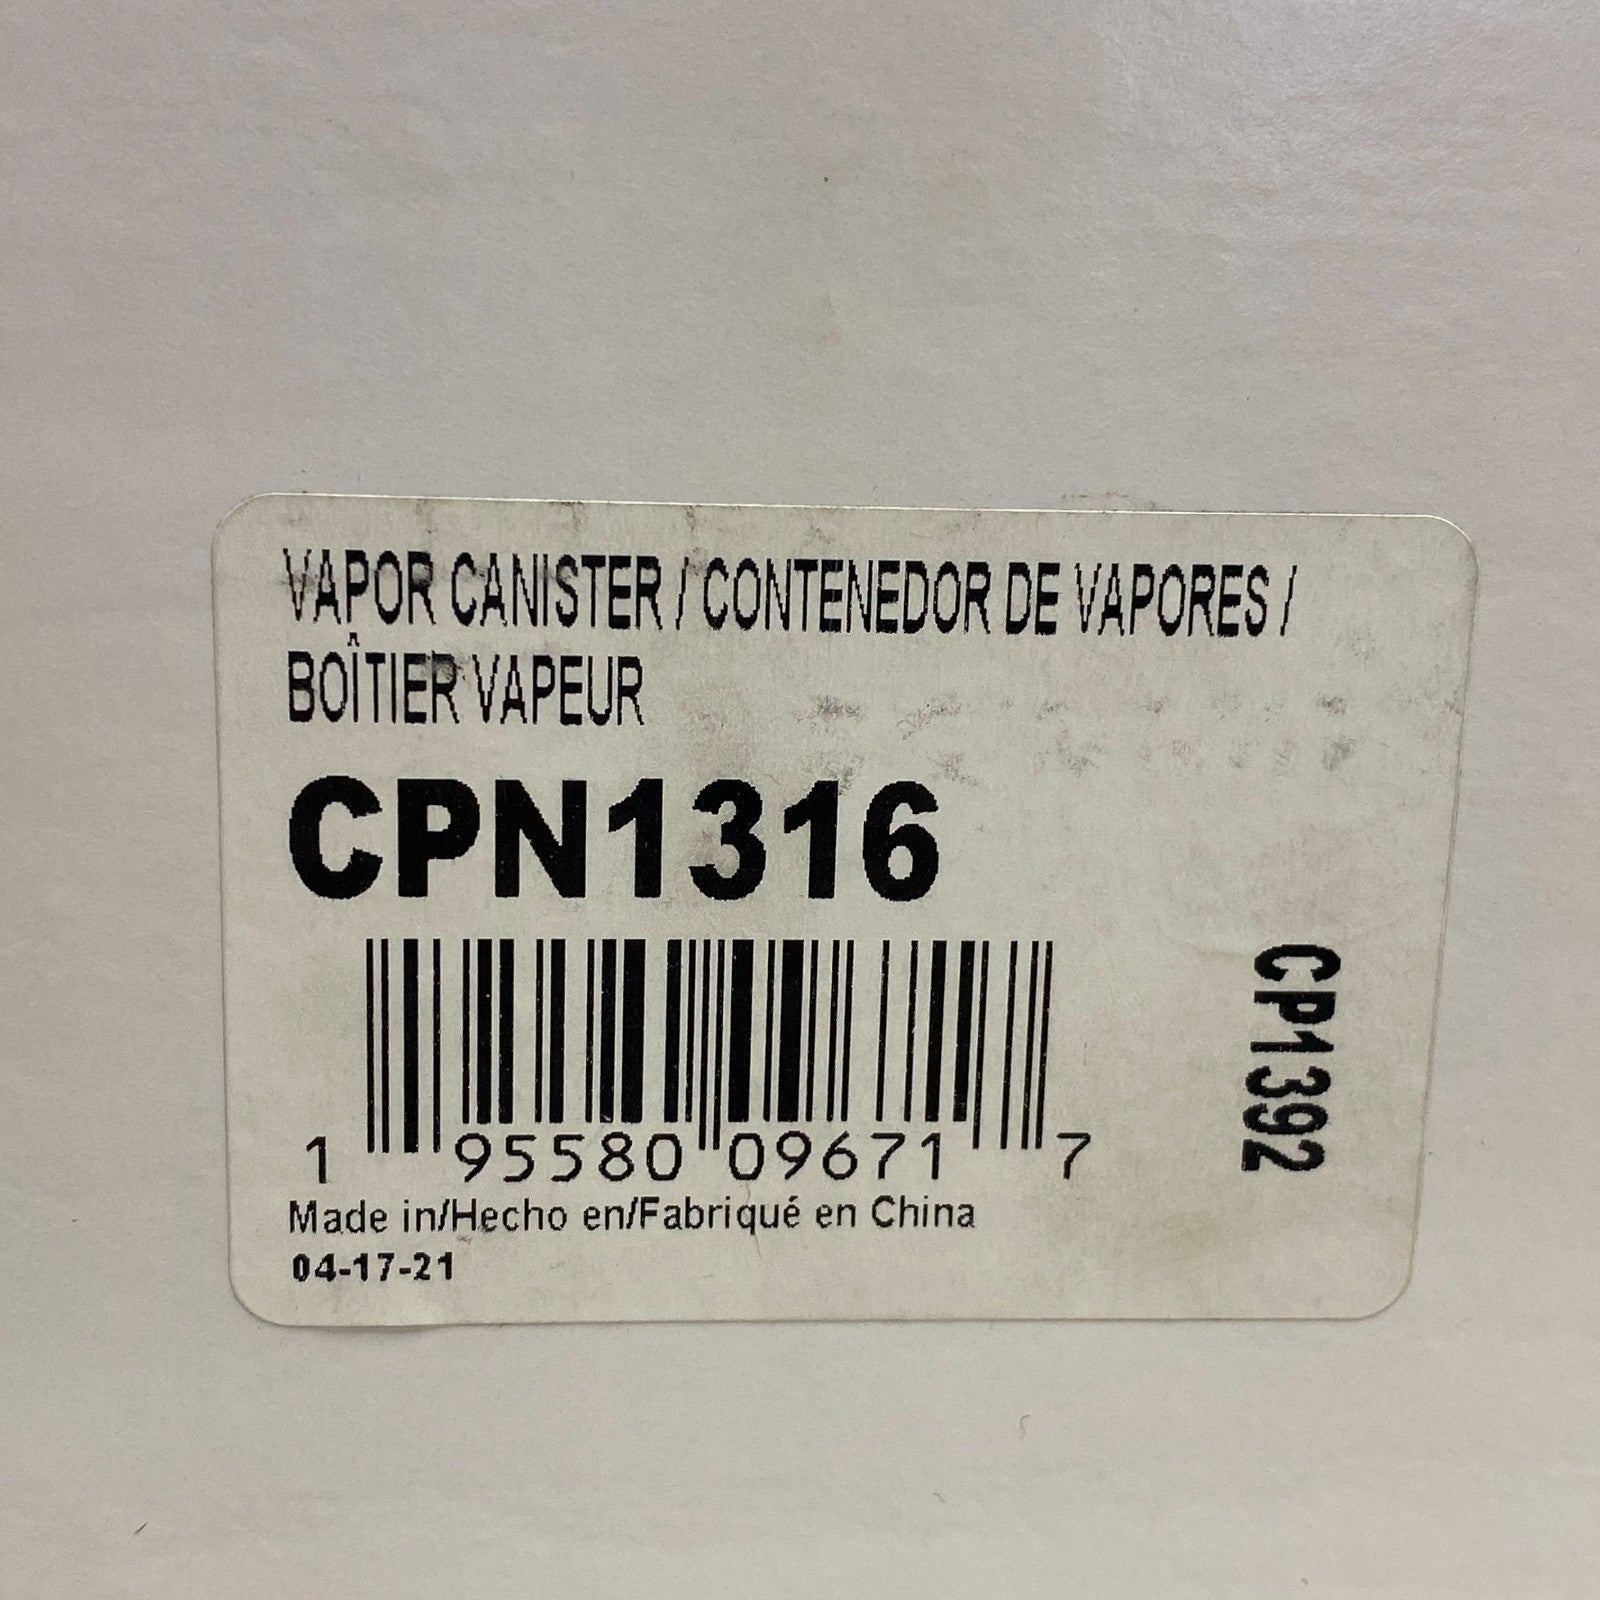 VAPOR CANISTER / CONTENEDOR DE VAPORES /
BOÎTIER VAPEUR
CPN1316
1 95580 09671 7
CP1392
Made in/Hecho en/Fabriqué en China
04-17-21